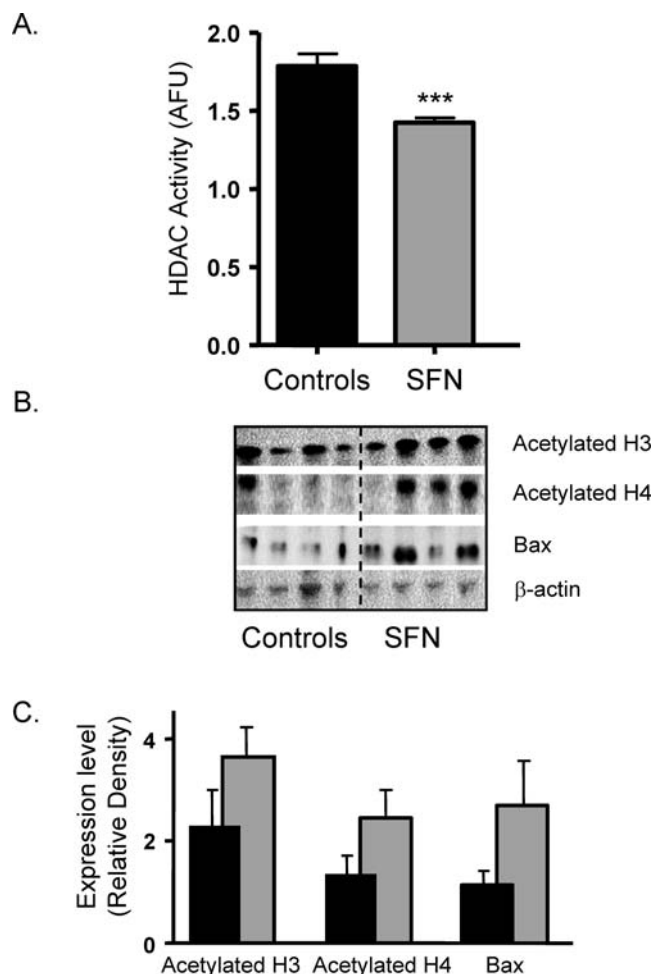 A.
HDAC Activity (AFU)
2.0
1.5
1.0
0.5
0.0
***
Controls SFN
B.
Acetylated H3
Acetylated H4
Bax
β-actin
Controls SFN
C.
Expression level
(Relative Density)
4
2
0
Acetylated H3 Acetylated H4 Bax